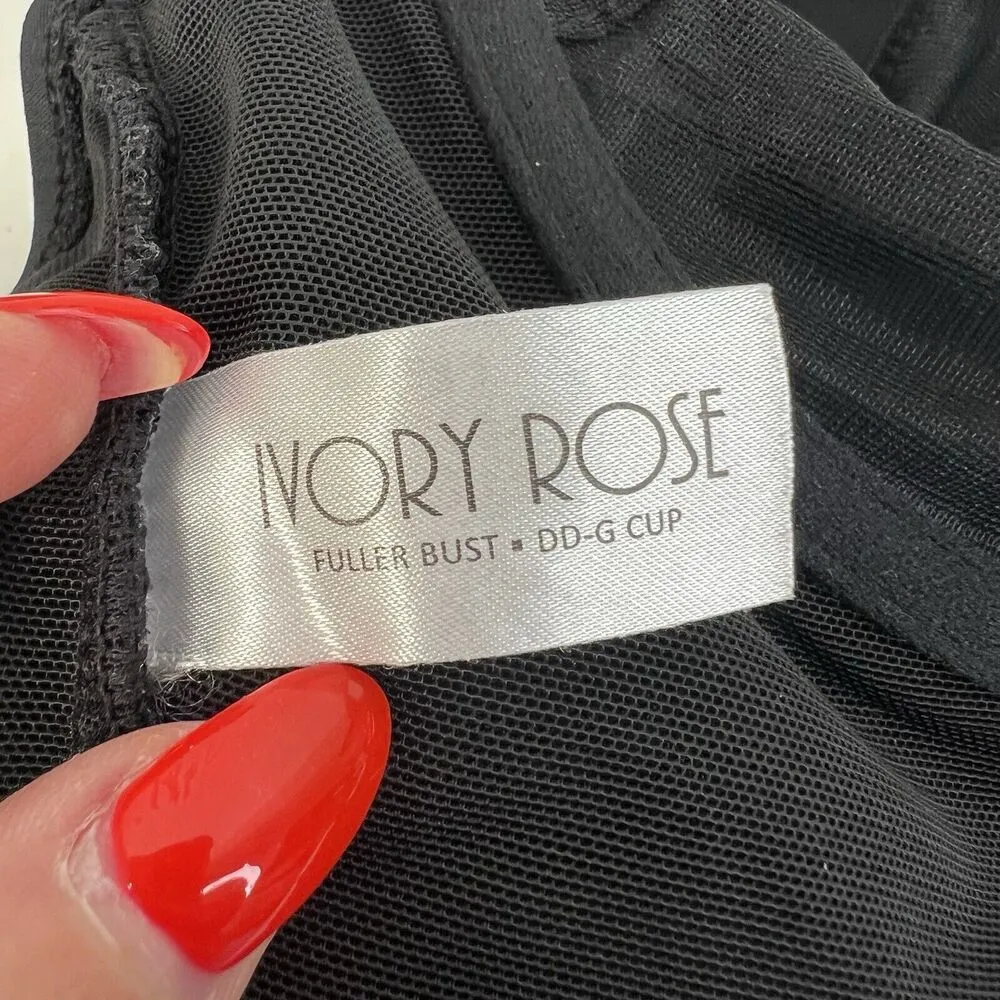 IVORY ROSE
FULLER BUST ▪ DD-G CUP